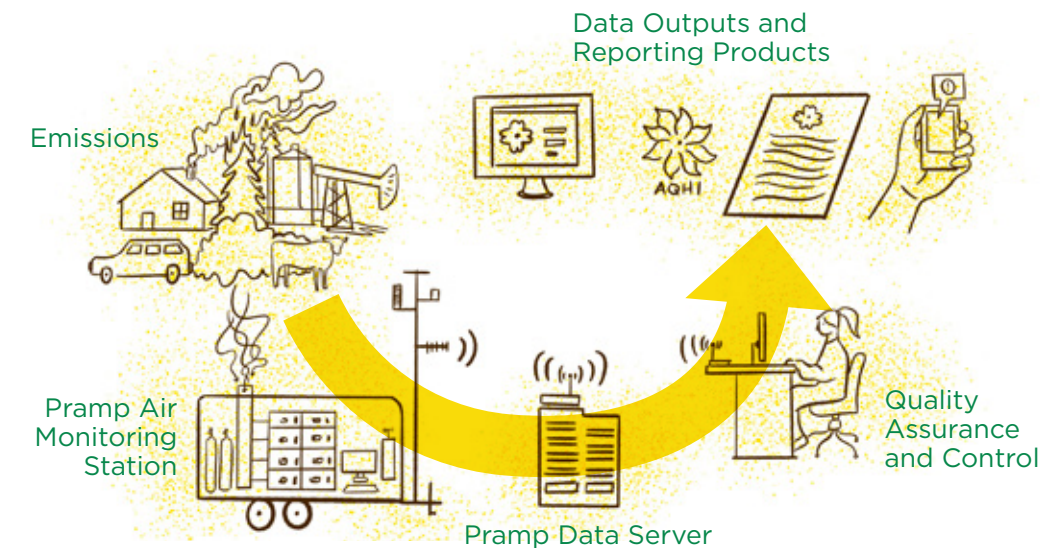 Data Outputs and
Reporting Products
Emissions
AQHI
Pramp Air
Monitoring
Station
Quality
Assurance
and Control
Pramp Data Server